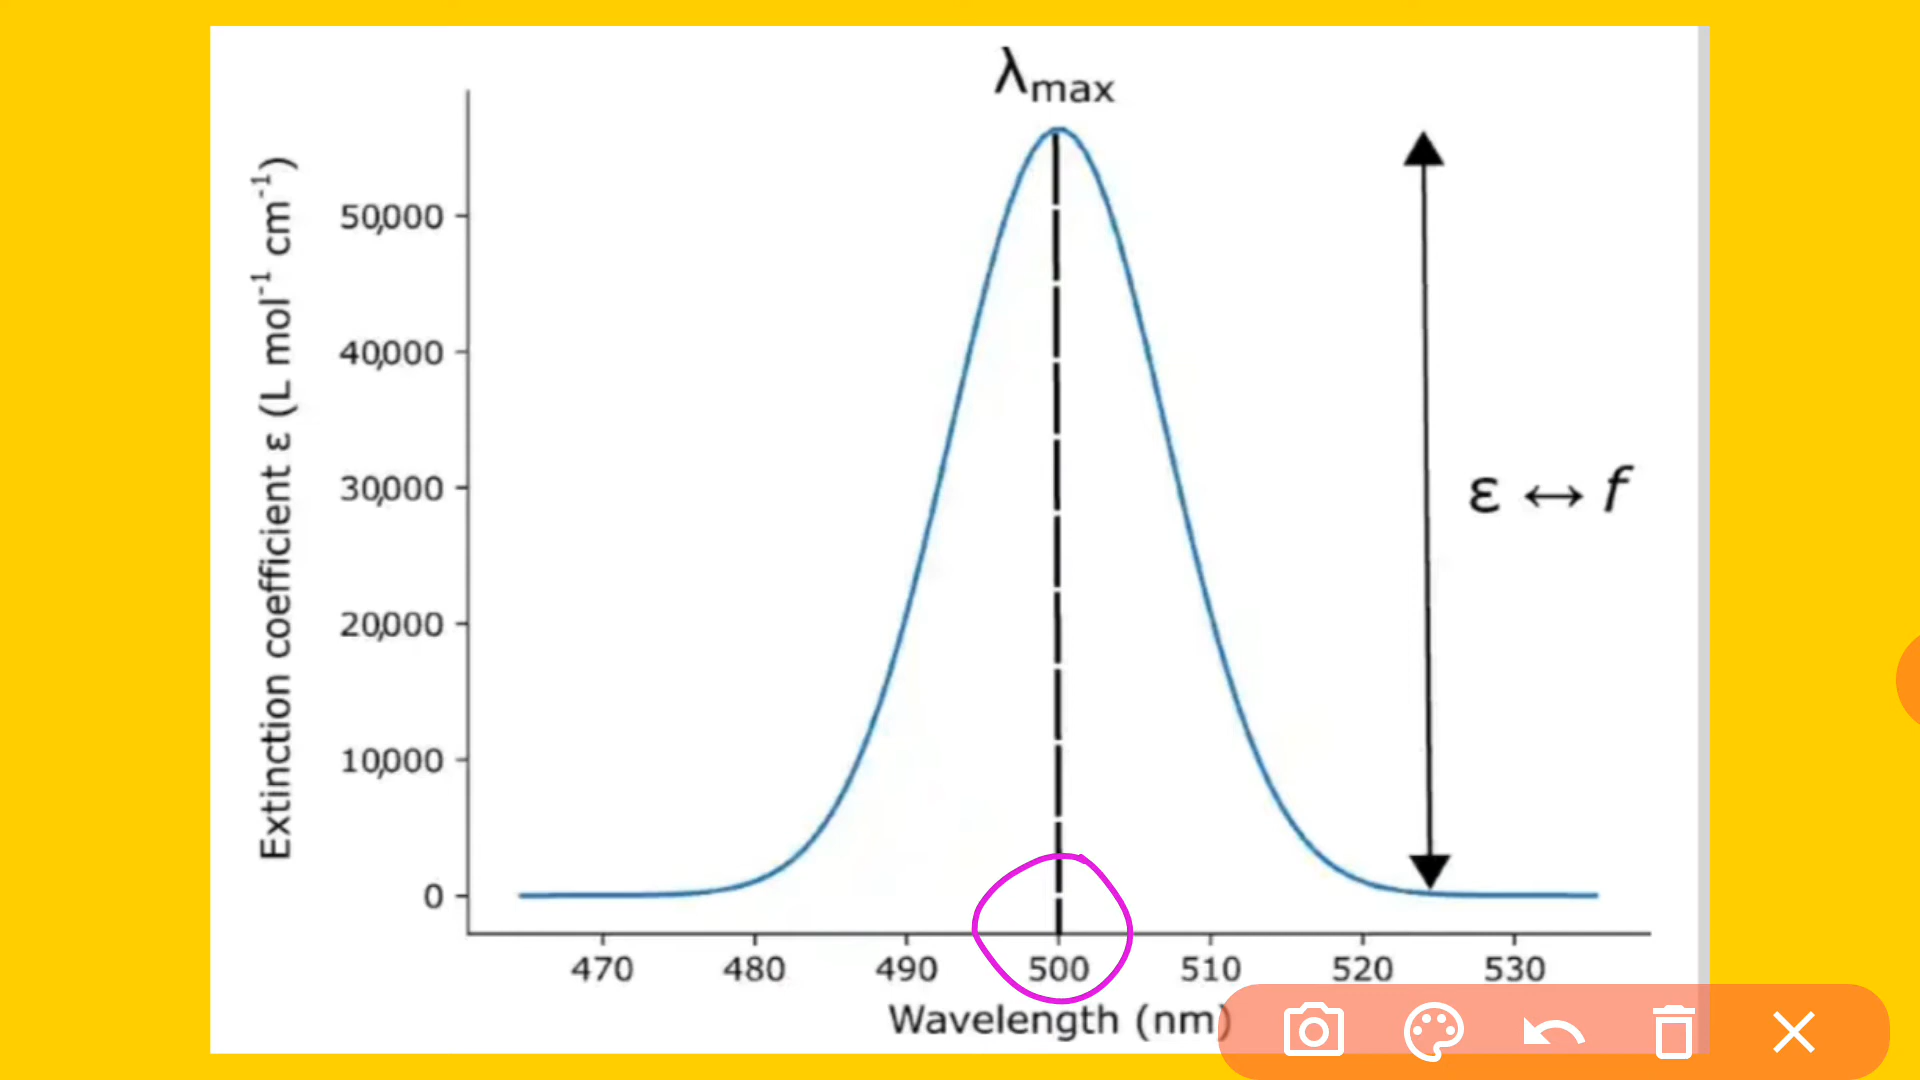 λmax
Extinction coefficient ε (L mol⁻¹ cm⁻¹)
50,000
40,000
30,000
20,000
10,000
0
ε ↔ f
470 480 490 500 510 520 530
Wavelength (nm)